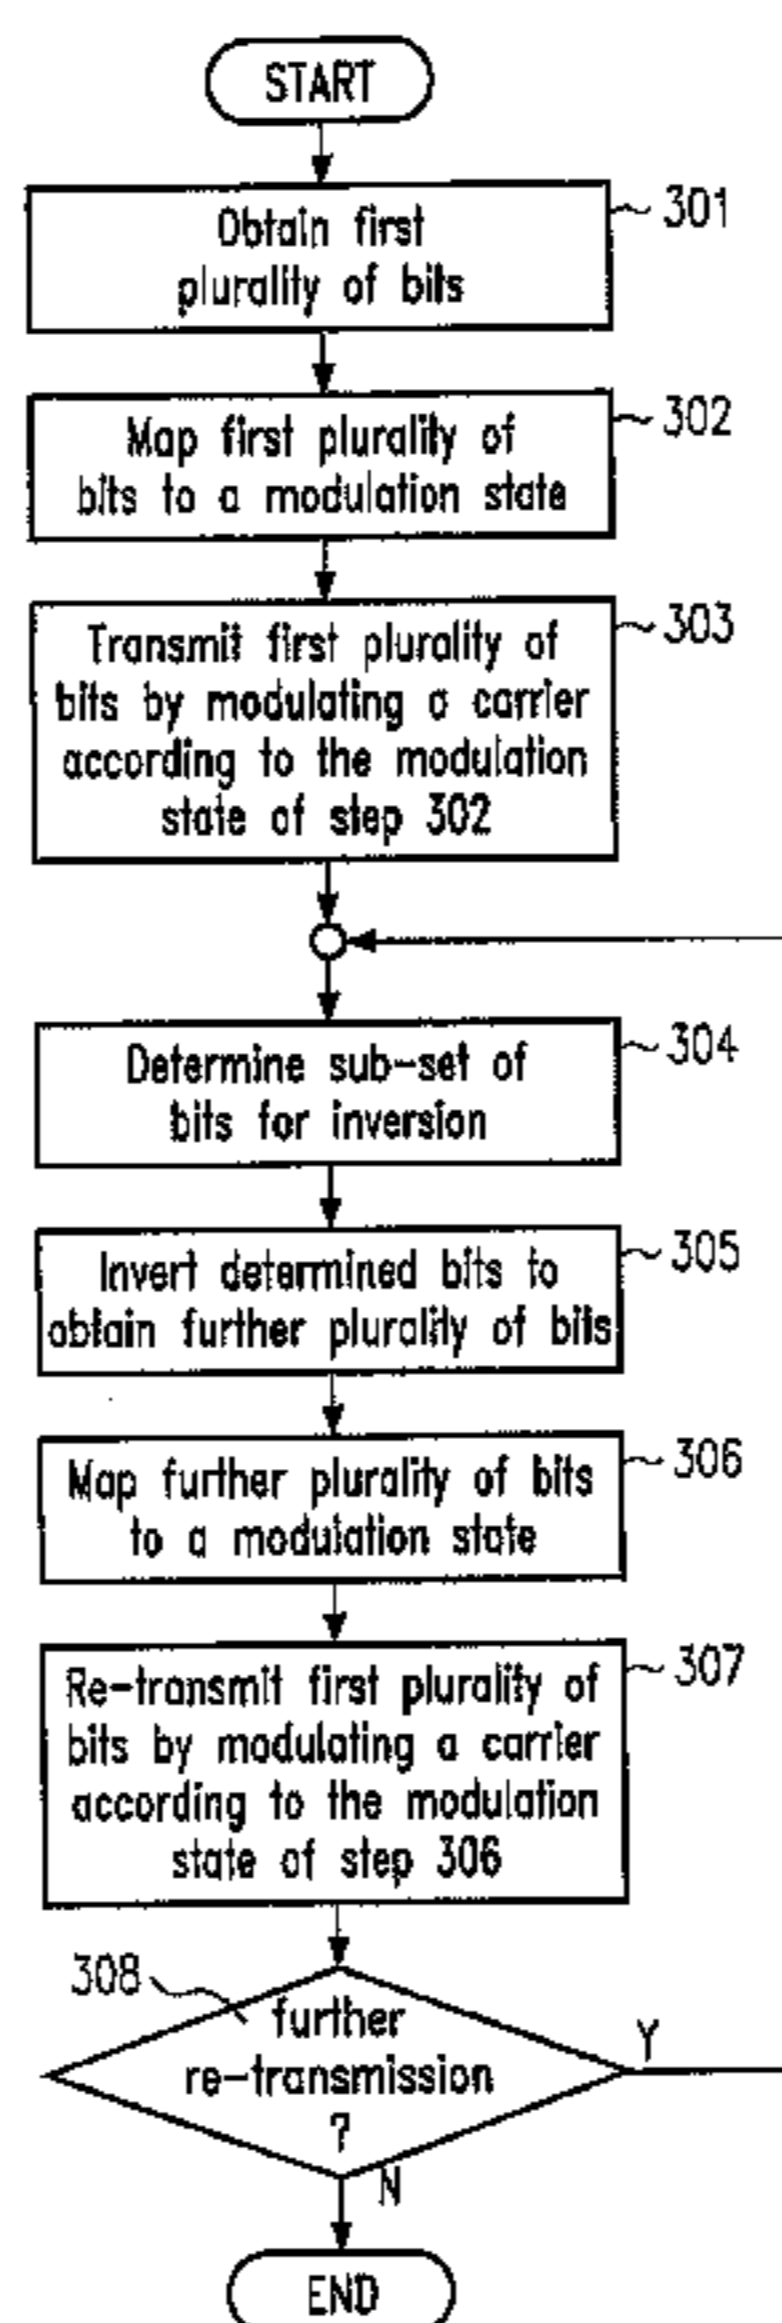 START
Obtain first
plurality of bits
301
Map first plurality of
bits to a modulation state
302
Transmit first plurality of
bits by modulating a carrier
according to the modulation
state of step 302
303
Determine sub-set of
bits for inversion
304
Invert determined bits to
obtain further plurality of bits
305
Map further plurality of bits
to a modulation state
306
Re-transmit first plurality of
bits by modulating a carrier
according to the modulation
state of step 306
307
308
further
re-transmission
?
Y
N
END